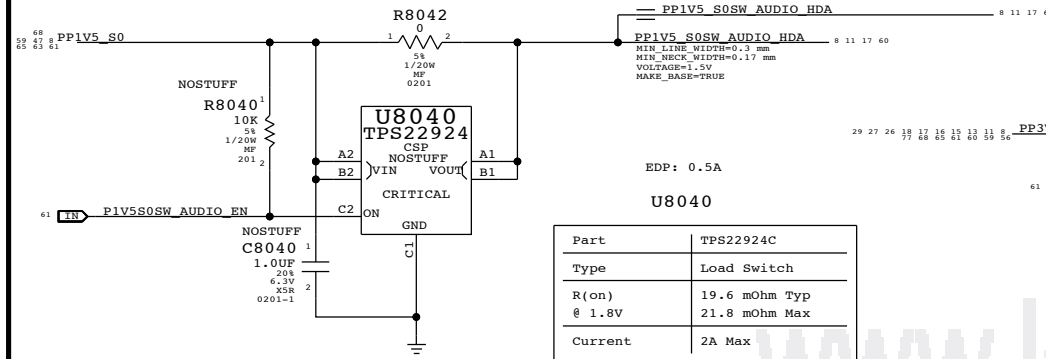 PP1V5_S0SW_AUDIO_HDA
8 11 17
68
59 47 8
65 63 61
PP1V5_S0
R8042
0
1
2
5%
1/20W
MF
0201
PP1V5_S0SW_AUDIO_HDA
8 11 17 60
MIN_LINE_WIDTH=0.3 mm
MIN_NECK_WIDTH=0.17 mm
VOLTAGE=1.5V
MAKE_BASE=TRUE
NOSTUFF
R8040
1
10K
5%
1/20W
MF
201
2
U8040
TPS22924
CSP
NOSTUFF
A2
B2
VIN
VOUT
A1
B1
CRITICAL
C2
ON
GND
C1
61
IN
P1V5S0SW_AUDIO_EN
NOSTUFF
C8040
1
1.0UF
20%
6.3V
X5R
0201-1
2
29 27 26 18 17 16 15 13 11 8
77 68 65 61 60 59 56
61
EDP: 0.5A
U8040
Part TPS22924C
Type Load Switch
R(on) 19.6 mOhm Typ
@ 1.8V 21.8 mOhm Max
Current 2A Max